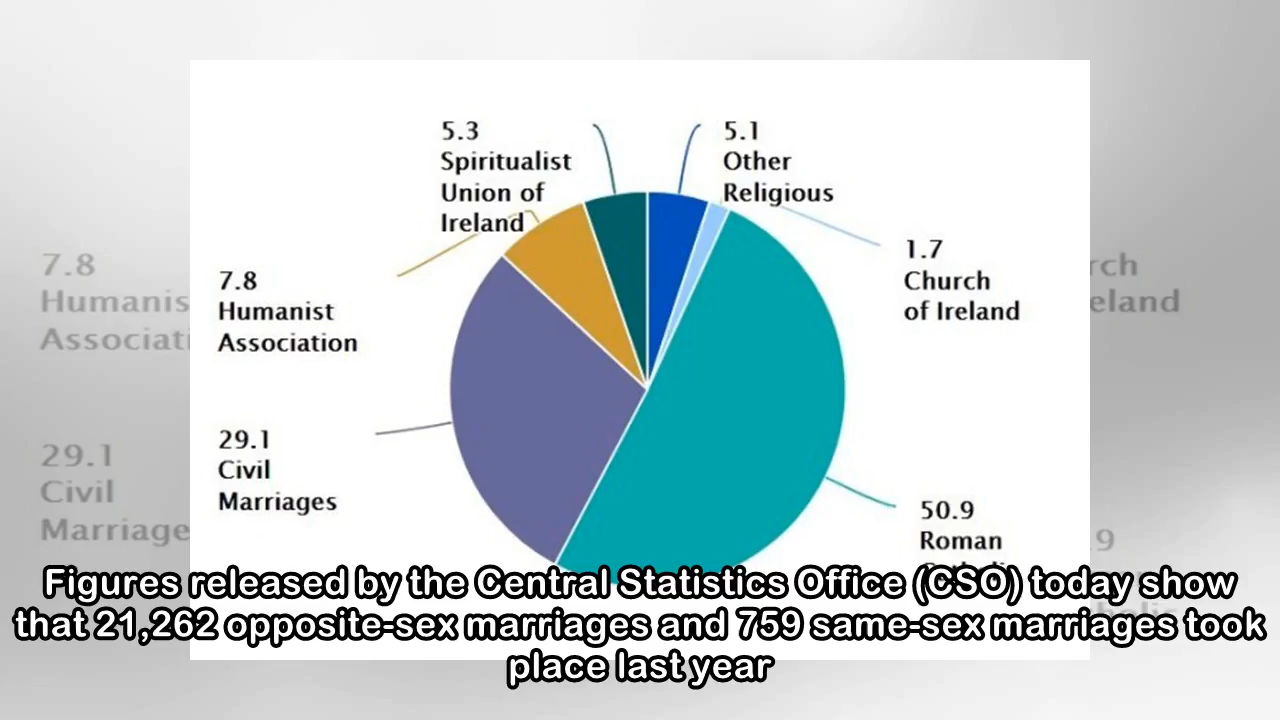 5.3
Spiritualist
Union of
Ireland
5.1
Other
Religious
1.7
Church
of Ireland
7.8
Humanist
Association
29.1
Civil
Marriages
50.9
Roman
7.8
Humanis
Associati
29.1
Civil
Marriage
rch
eland
9
Figures released by the Central Statistics Office (CSO) today show
that 21,262 opposite-sex marriages and 759 same-sex marriages took
place last year